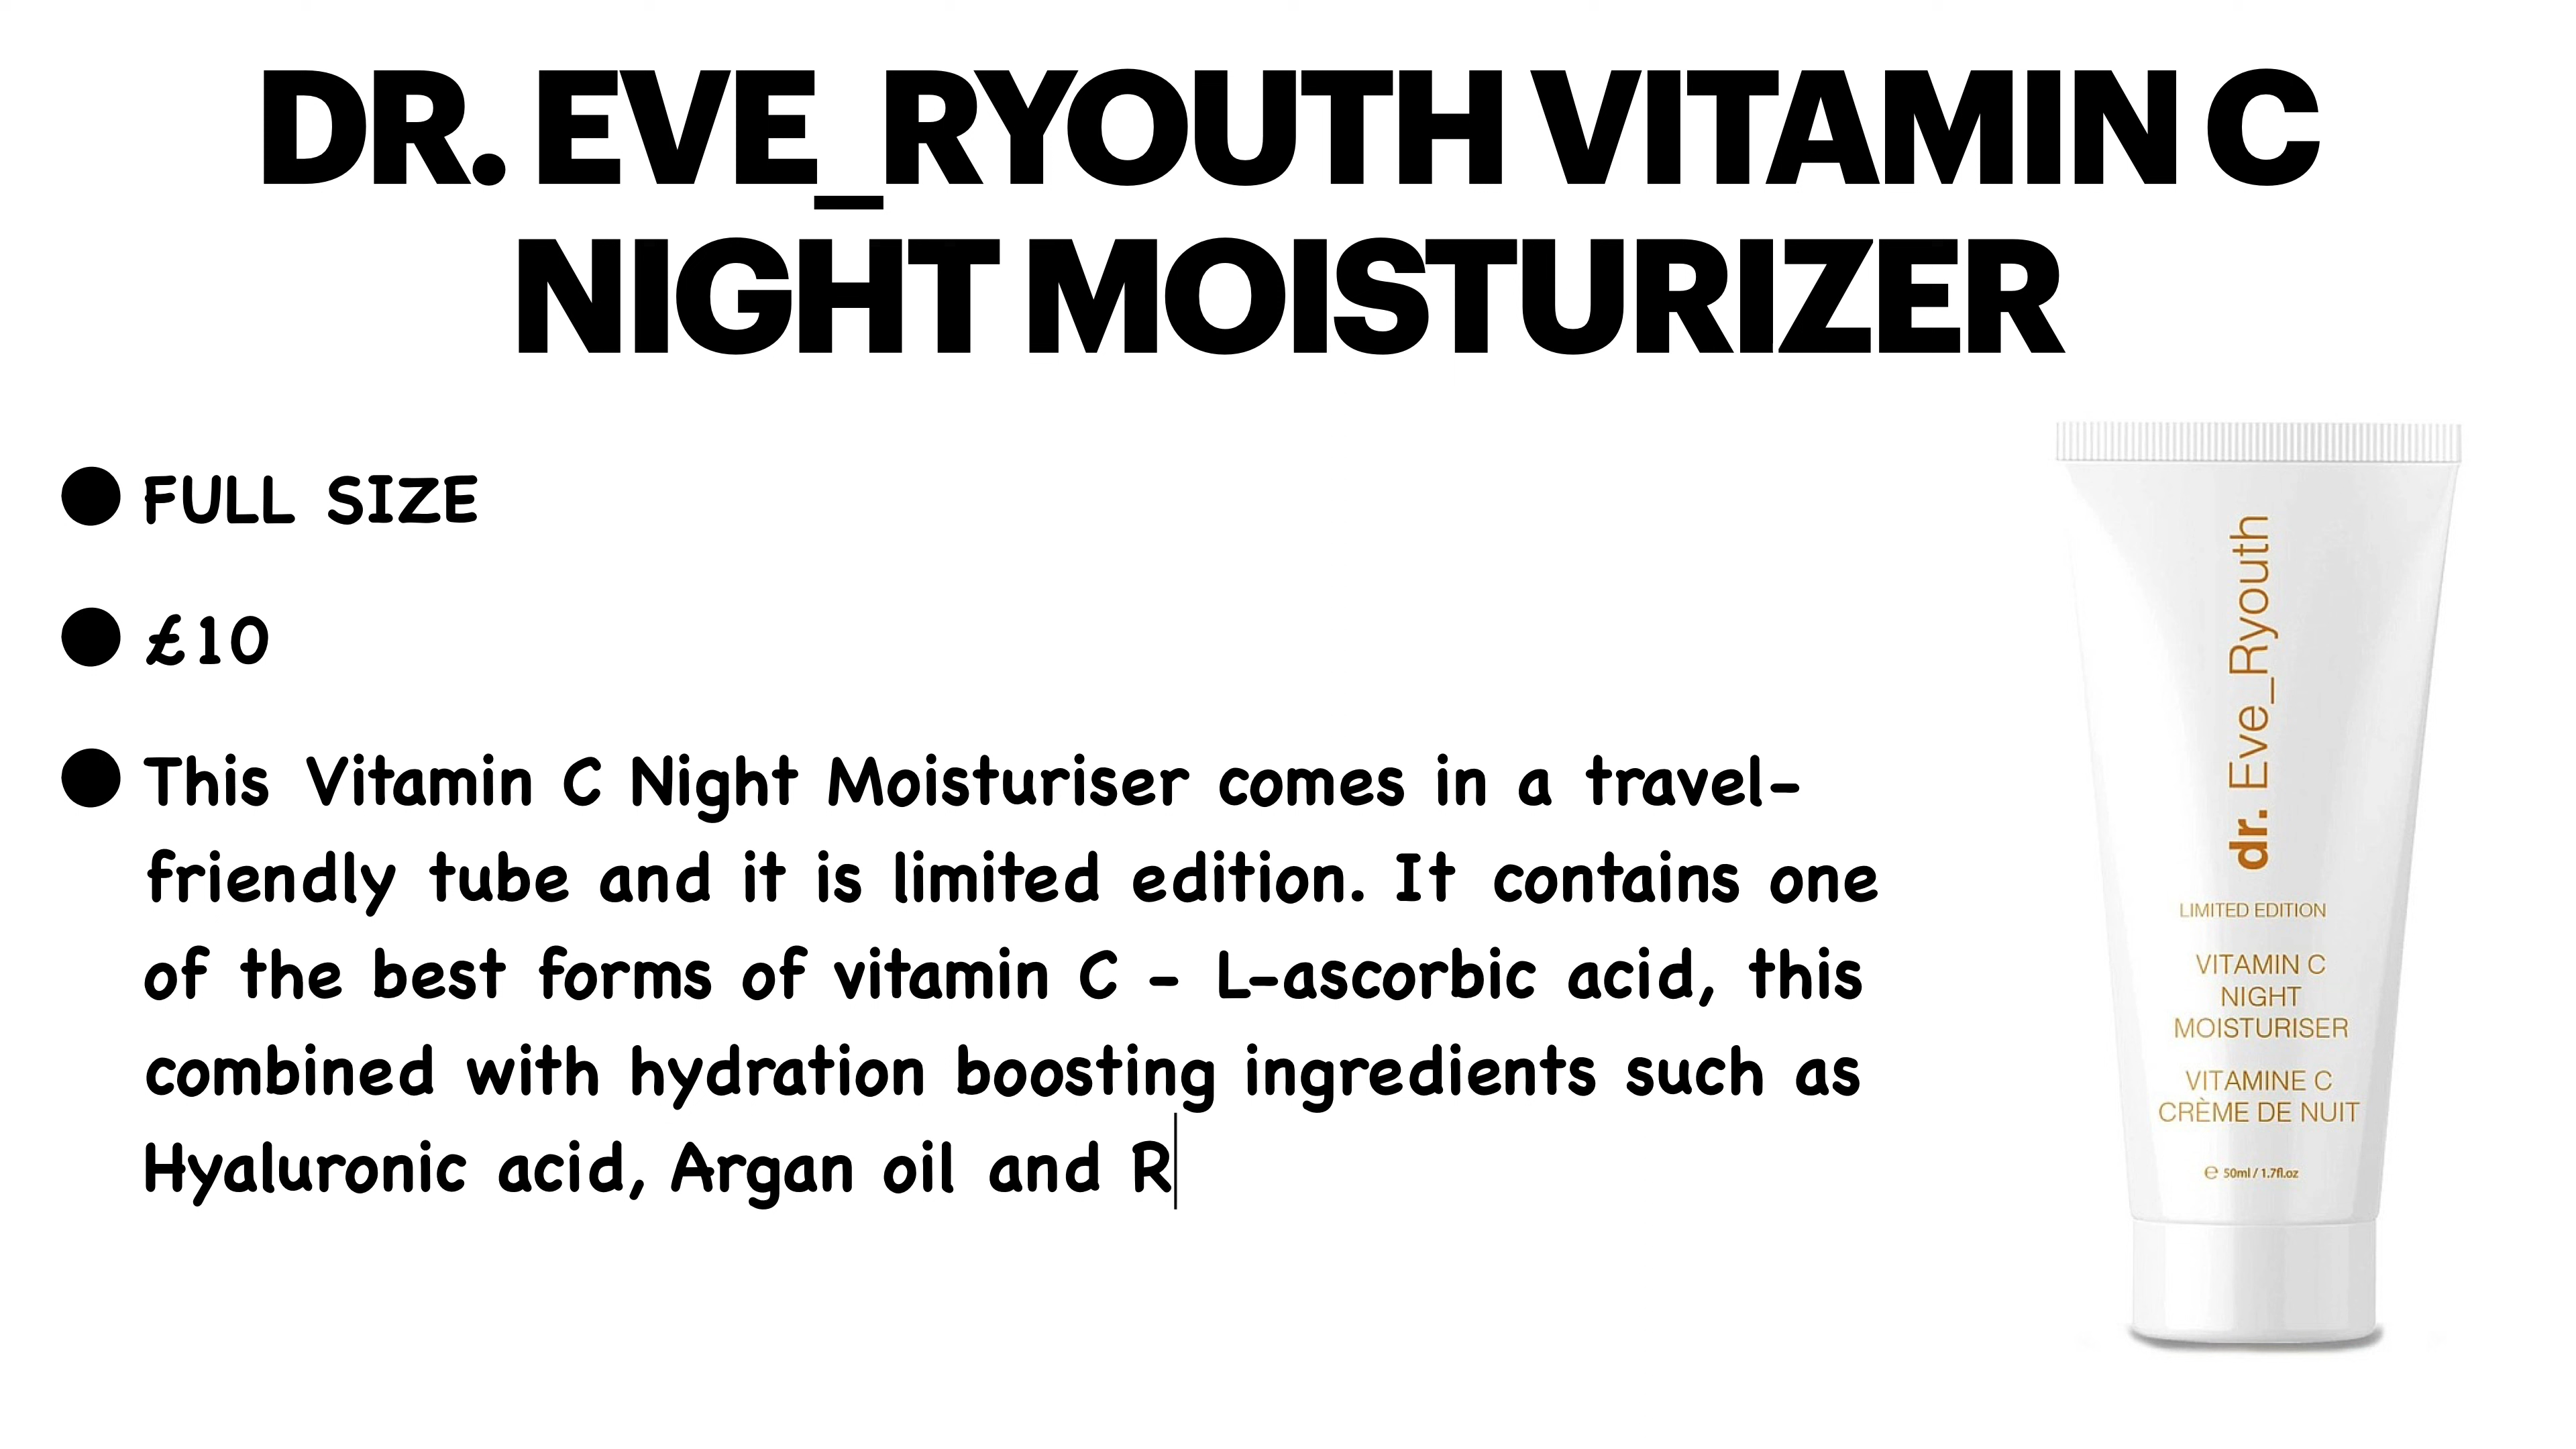 DR. EVE_RYOUTH VITAMIN C
NIGHT MOISTURIZER
FULL SIZE
£10
This Vitamin C Night Moisturiser comes in a travel-
friendly tube and it is limited edition. It contains one
of the best forms of vitamin C - L-ascorbic acid, this
combined with hydration boosting ingredients such as
Hyaluronic acid, Argan oil and R
dr. Eve_Ryouth
LIMITED EDITION
VITAMIN C
NIGHT
MOISTURISER
VITAMINE C
CRÈME DE NUIT
℮ 50ml / 1.7fl.oz